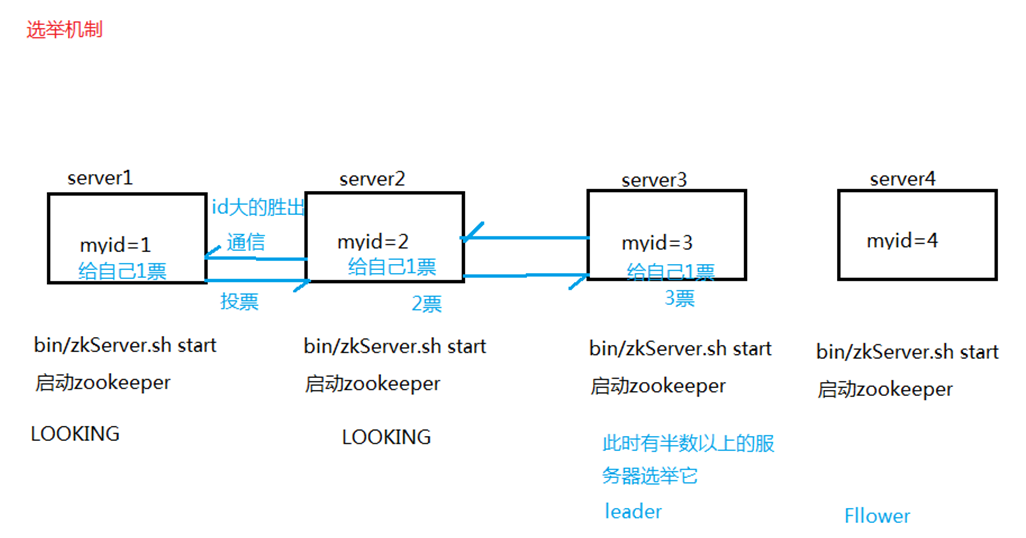 选举机制
server1
server2
server3
server4
id大的胜出
myid=1
通信
myid=2
myid=3
myid=4
给自己1票
给自己1票
给自己1票
投票
2票
3票
bin/zkServer.sh start
bin/zkServer.sh start
bin/zkServer.sh start
bin/zkServer.sh start
启动zookeeper
启动zookeeper
启动zookeeper
启动zookeeper
LOOKING
LOOKING
此时有半数以上的服
务器选举它
leader
Fllower